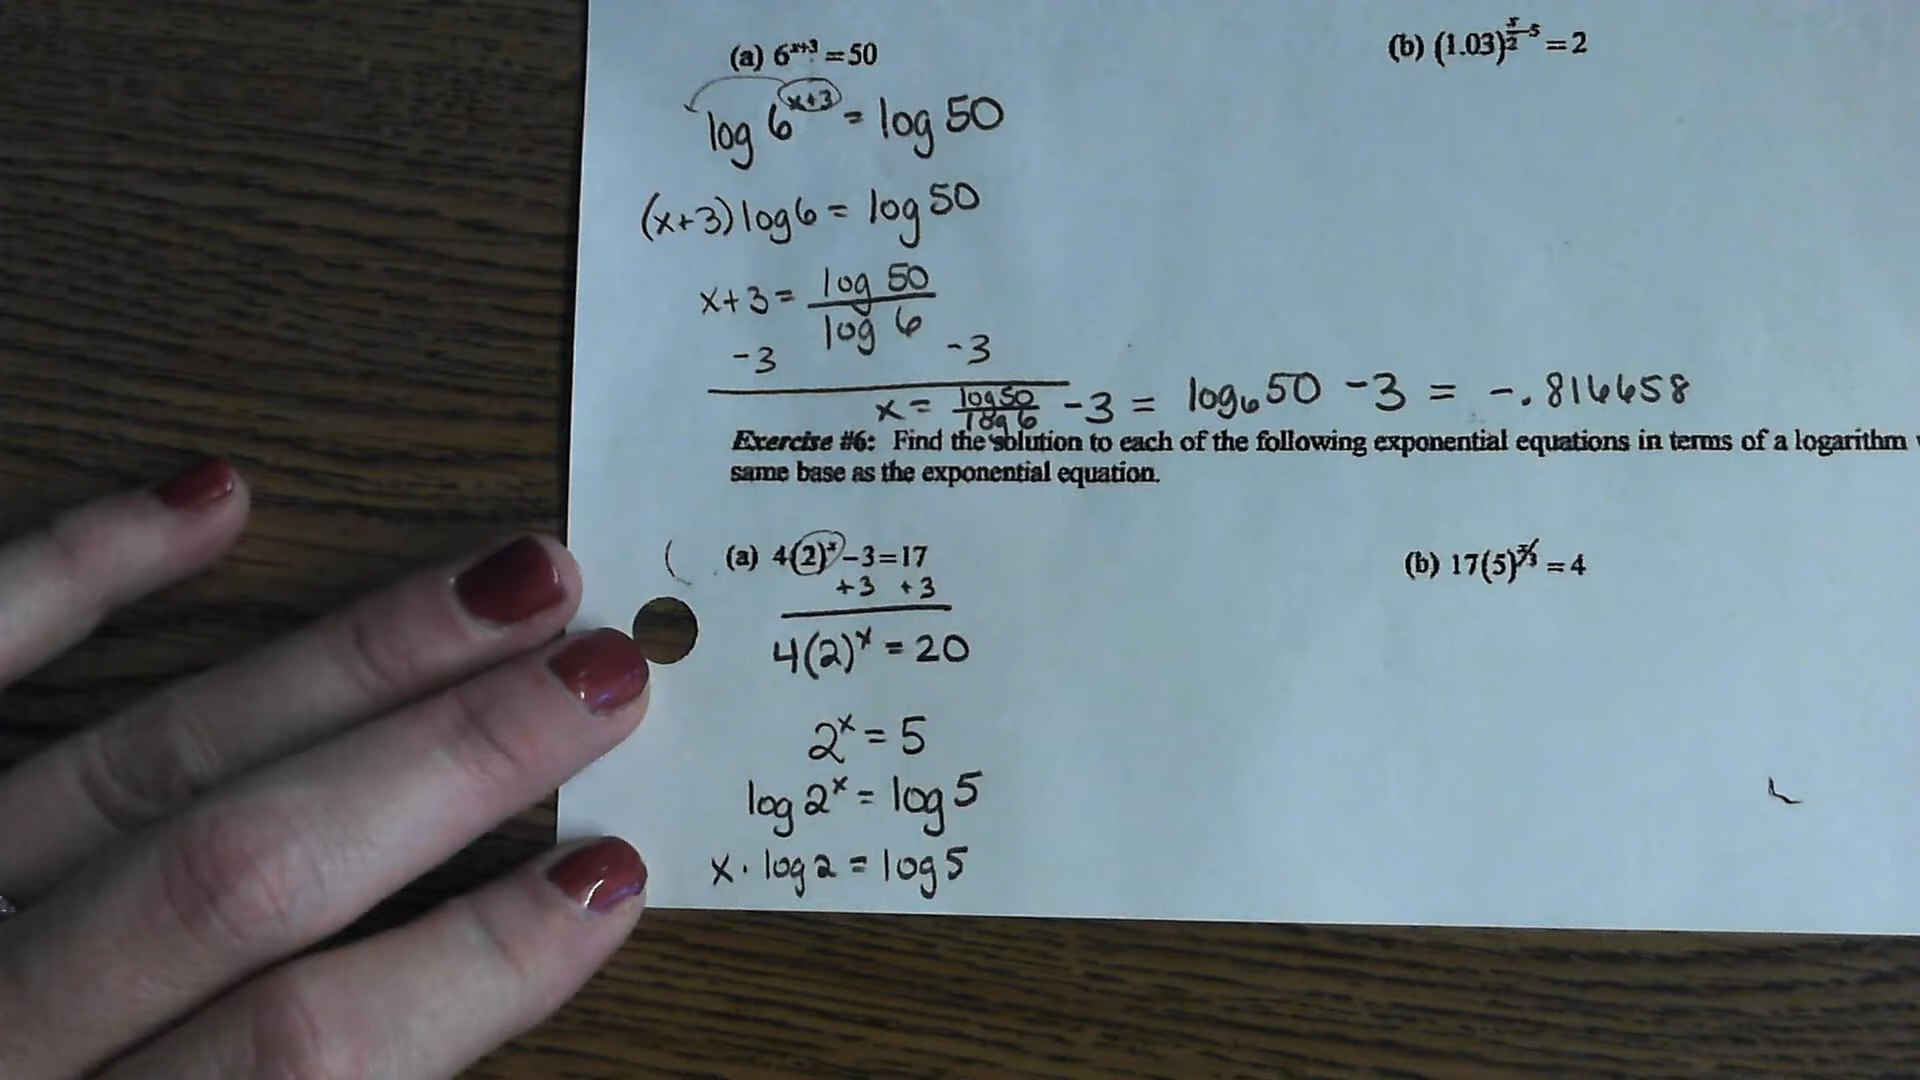 (a) 6^{x+3} = 50
(b) (1.03)^{\frac{x}{2}-5} = 2
log 6^{x+3} = log 50
(x+3) log 6 = log 50
x+3 = \frac{log 50}{log 6}
-3 -3
x = \frac{log 50}{log 6} - 3 = log₆ 50 - 3 = -.816658
Exercise #6: Find the solution to each of the following exponential equations in terms of a logarithm
same base as the exponential equation.
(a) 4(2)^x - 3 = 17
+3 +3
4(2)^x = 20
2^x = 5
log 2^x = log 5
x · log 2 = log 5
(b) 17(5)^{x/3} = 4